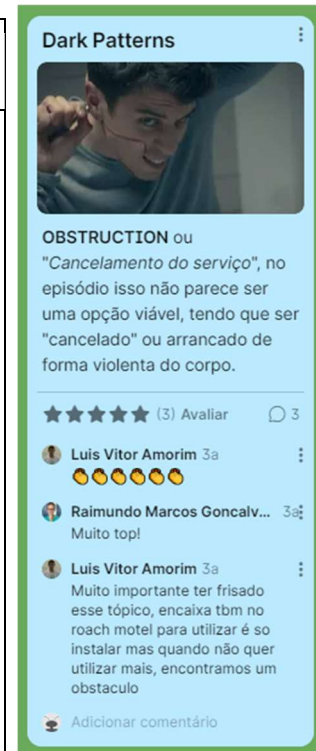 Dark Patterns
OBSTRUCTION ou
"Cancelamento do serviço", no
episódio isso não parece ser
uma opção viável, tendo que ser
"cancelado" ou arrancado de
forma violenta do corpo.
(3) Avaliar 3
Luis Vitor Amorim 3a
👏👏👏👏👏👏
Raimundo Marcos Goncalv... 3a
Muito top!
Luis Vitor Amorim 3a
Muito importante ter frisado
esse tópico, encaixa tbm no
roach motel para utilizar é so
instalar mas quando não quer
utilizar mais, encontramos um
obstaculo
Adicionar comentário